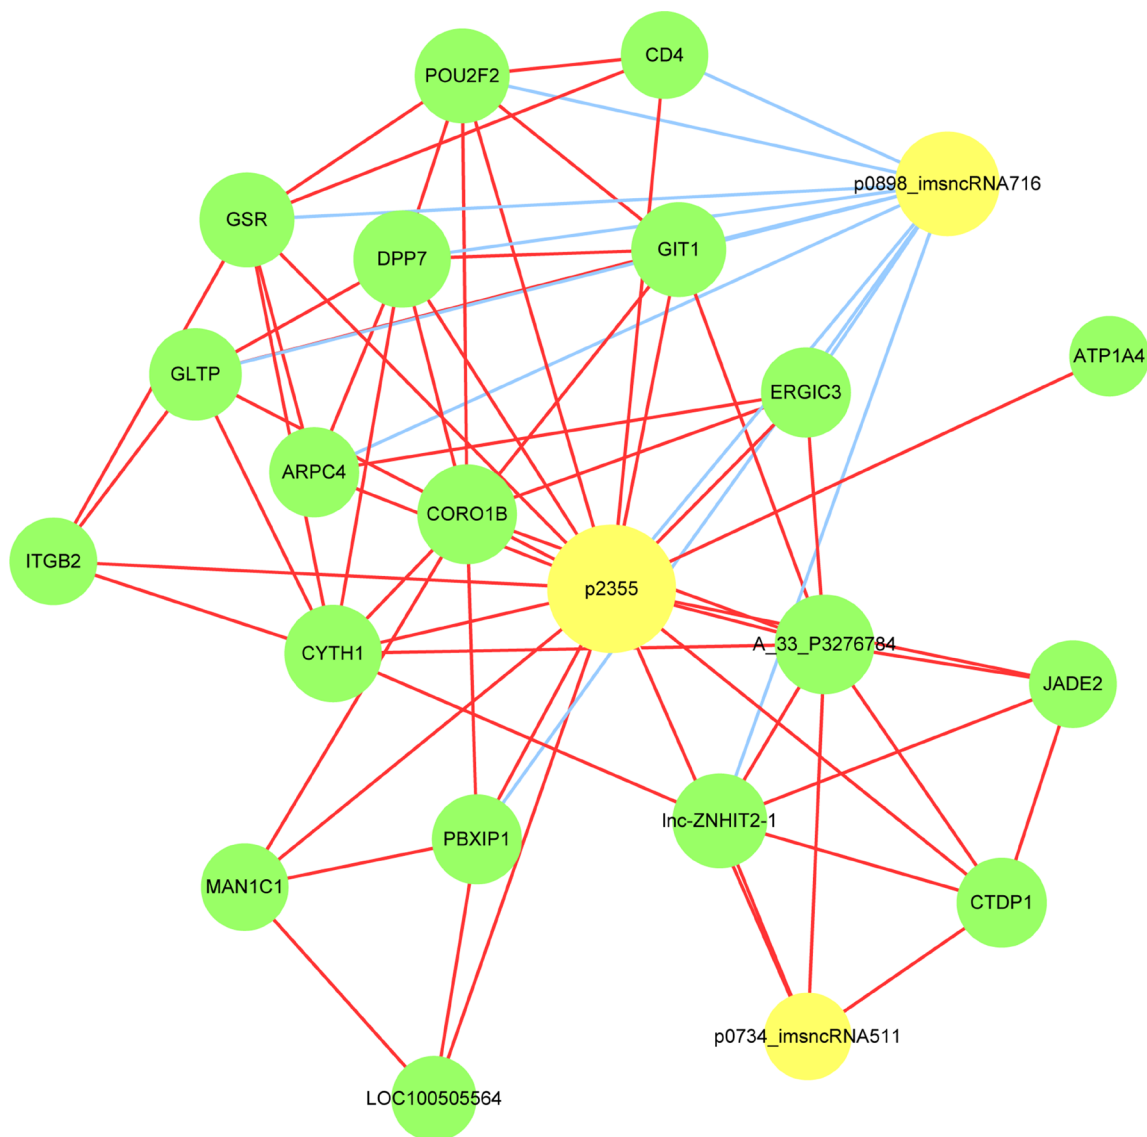 CD4
POU2F2
p0898_imsncRNA716
GSR
GIT1
DPP7
ATP1A4
GLTP
ERGIC3
ARPC4
CORO1B
ITGB2
p2355
A_33_P3276784
CYTH1
JADE2
lnc-ZNHIT2-1
PBXIP1
MAN1C1
CTDP1
p0734_imsncRNA511
LOC100505564